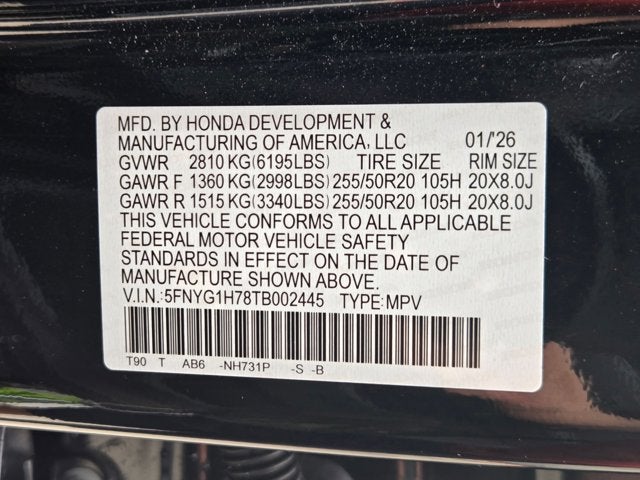 MFD. BY HONDA DEVELOPMENT &
MANUFACTURING OF AMERICA, LLC 01/'26
GVWR 2810 KG(6195LBS) TIRE SIZE RIM SIZE
GAWR F 1360 KG(2998LBS) 255/50R20 105H 20X8.0J
GAWR R 1515 KG(3340LBS) 255/50R20 105H 20X8.0J
THIS VEHICLE CONFORMS TO ALL APPLICABLE
FEDERAL MOTOR VEHICLE SAFETY
STANDARDS IN EFFECT ON THE DATE OF
MANUFACTURE SHOWN ABOVE.
V.I.N.:5FNYG1H78TB002445 TYPE:MPV
T90 T AB6 -NH731P -S -B